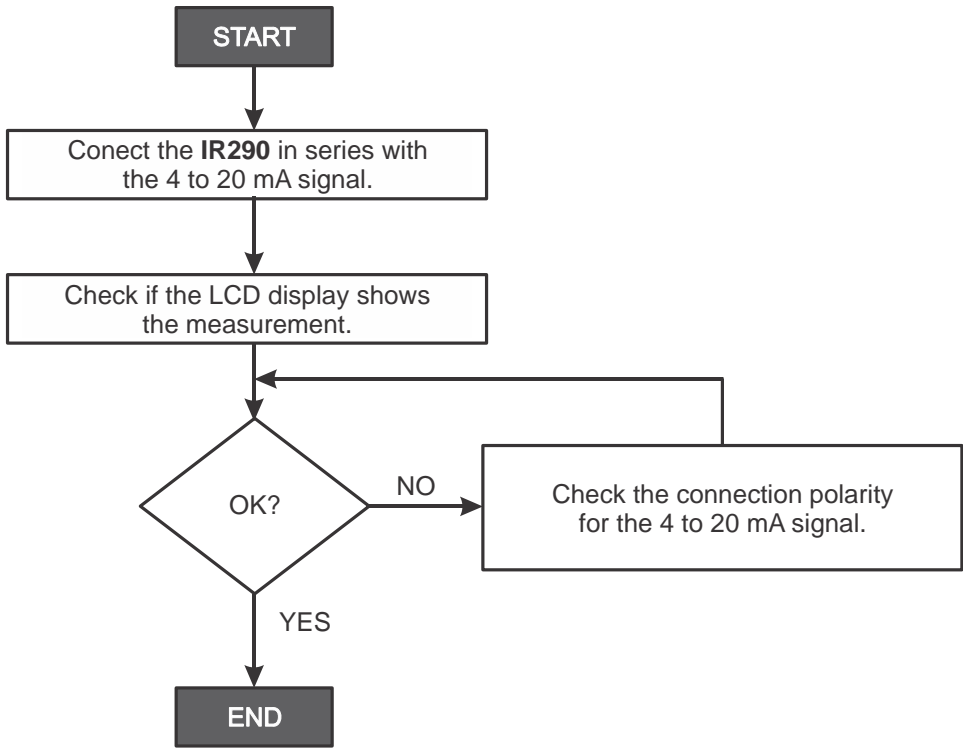 START
Conect the IR290 in series with
the 4 to 20 mA signal.
Check if the LCD display shows
the measurement.
OK?
NO
Check the connection polarity
for the 4 to 20 mA signal.
YES
END